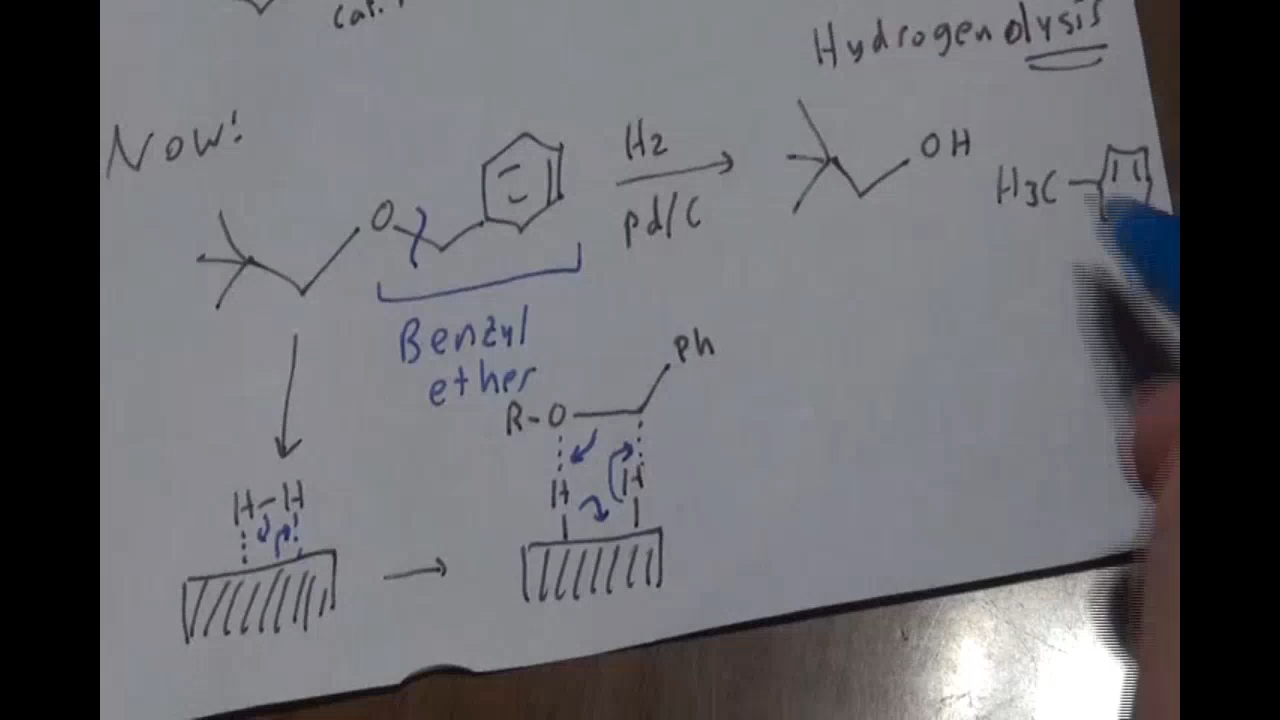 Cat.
Hydrogenolysis
Now!
O
H2
pd/C
OH
H3C
Benzyl
ether
Ph
R-O
H-H
H
H